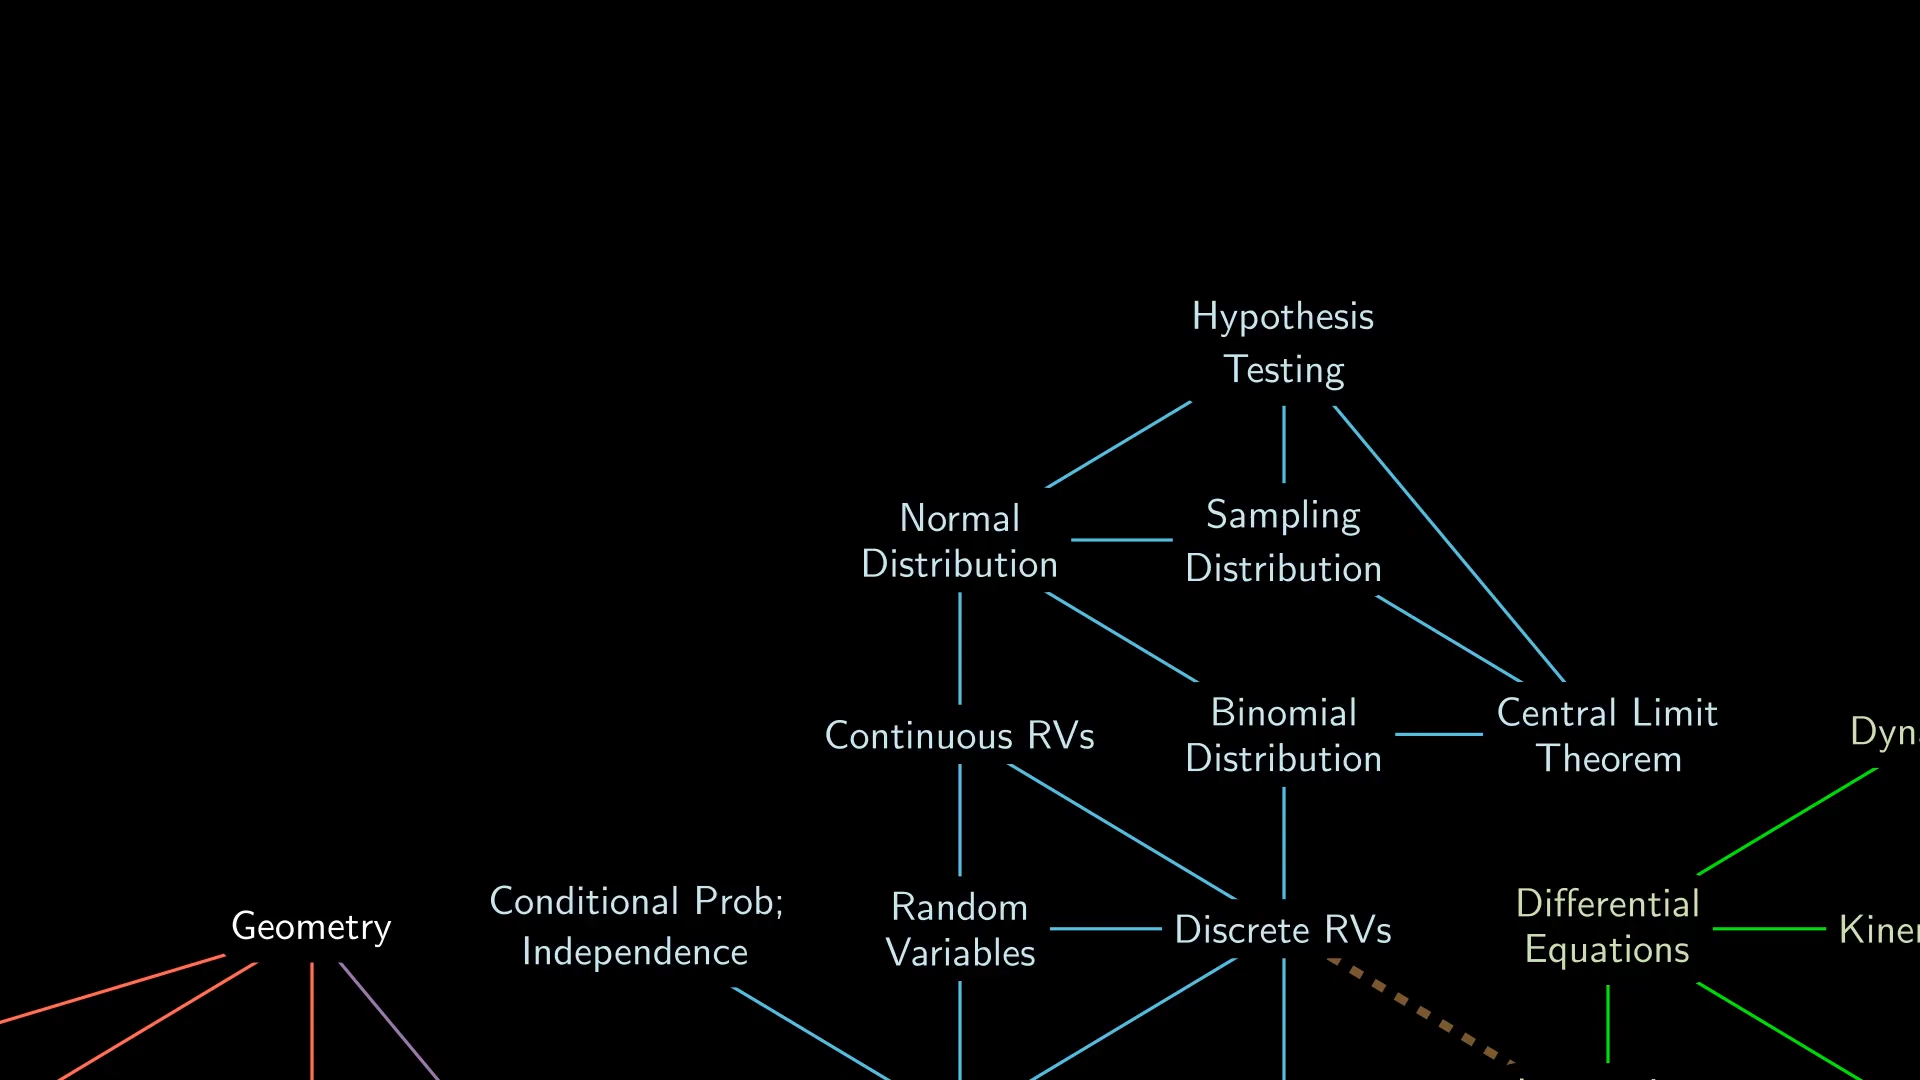 Hypothesis
Testing
Normal
Distribution
Sampling
Distribution
Continuous RVs
Binomial
Distribution
Central Limit
Theorem
Geometry
Conditional Prob;
Independence
Random
Variables
Discrete RVs
Differential
Equations